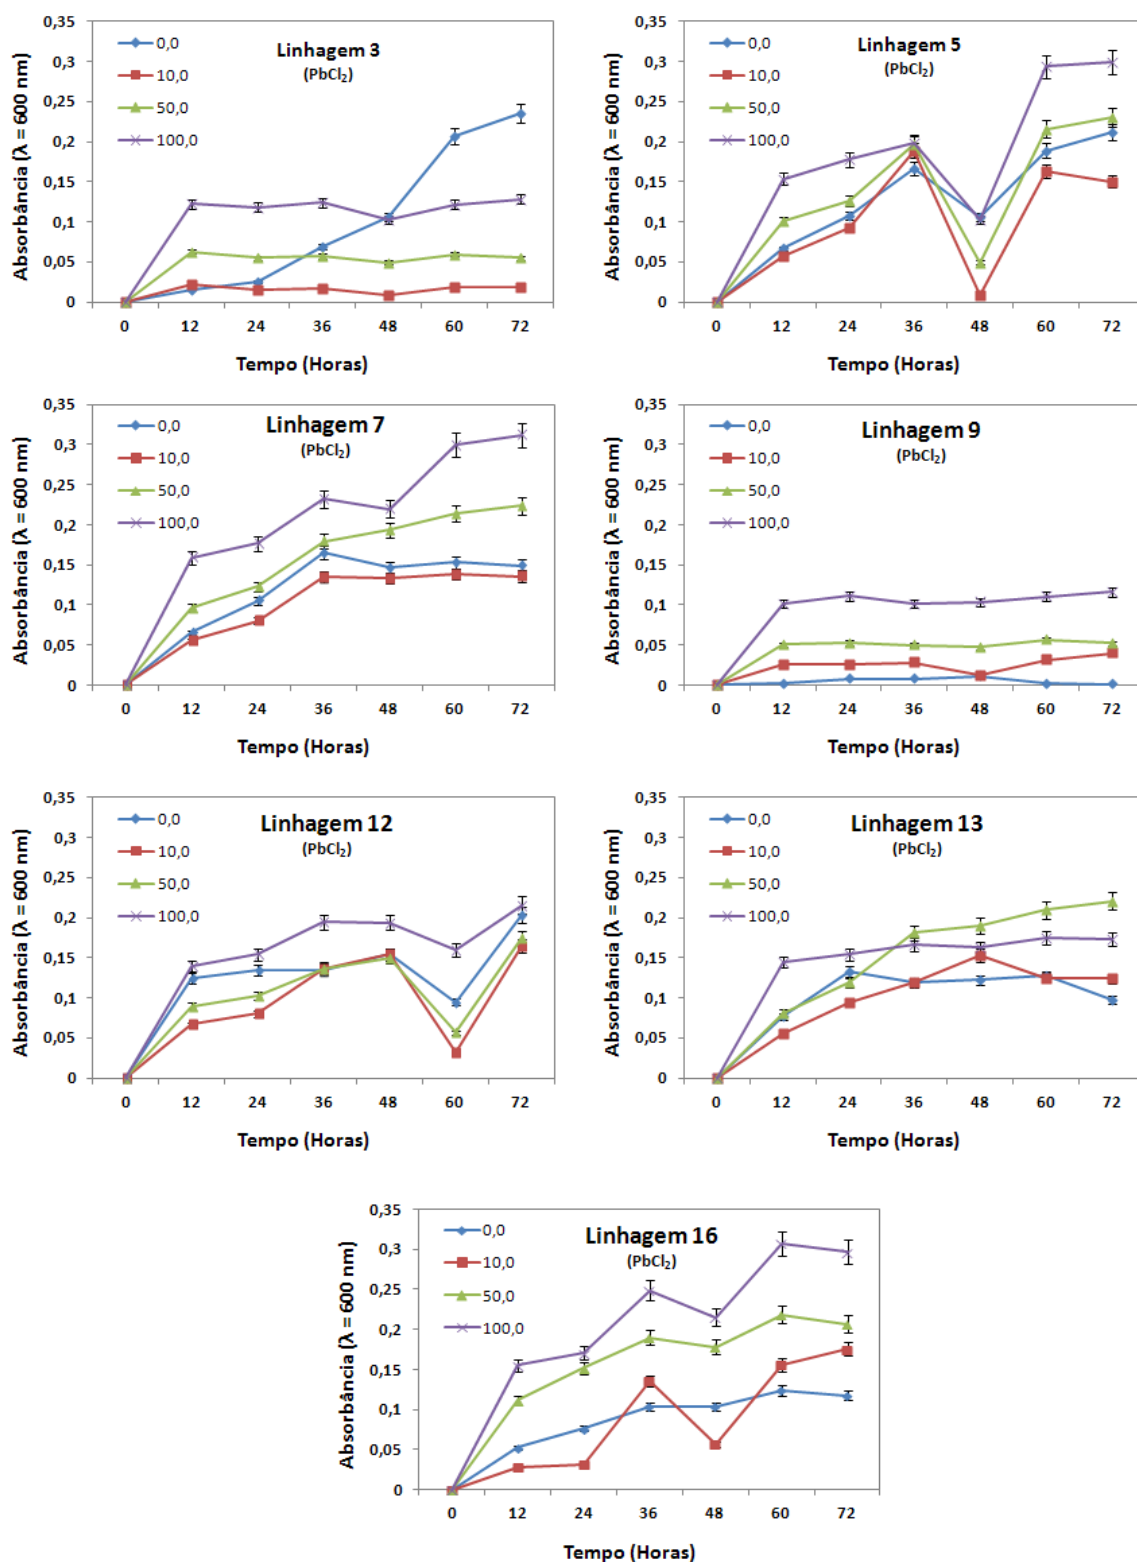 Linhagem 3
(PbCl₂)
0,0
10,0
50,0
100,0
0,35
0,3
0,25
0,2
0,15
0,1
0,05
0
0 12 24 36 48 60 72
Absorbância (λ = 600 nm)
Tempo (Horas)
Linhagem 5
(PbCl₂)
0,0
10,0
50,0
100,0
0,35
0,3
0,25
0,2
0,15
0,1
0,05
0
0 12 24 36 48 60 72
Absorbância (λ = 600 nm)
Tempo (Horas)
Linhagem 7
(PbCl₂)
0,0
10,0
50,0
100,0
0,35
0,3
0,25
0,2
0,15
0,1
0,05
0
0 12 24 36 48 60 72
Absorbância (λ = 600 nm)
Tempo (Horas)
Linhagem 9
(PbCl₂)
0,0
10,0
50,0
100,0
0,35
0,3
0,25
0,2
0,15
0,1
0,05
0
0 12 24 36 48 60 72
Absorbância (λ = 600 nm)
Tempo (Horas)
Linhagem 12
(PbCl₂)
0,0
10,0
50,0
100,0
0,35
0,3
0,25
0,2
0,15
0,1
0,05
0
0 12 24 36 48 60 72
Absorbância (λ = 600 nm)
Tempo (Horas)
Linhagem 13
(PbCl₂)
0,0
10,0
50,0
100,0
0,35
0,3
0,25
0,2
0,15
0,1
0,05
0
0 12 24 36 48 60 72
Absorbância (λ = 600 nm)
Tempo (Horas)
Linhagem 16
(PbCl₂)
0,0
10,0
50,0
100,0
0,35
0,3
0,25
0,2
0,15
0,1
0,05
0
0 12 24 36 48 60 72
Absorbância (λ = 600 nm)
Tempo (Horas)